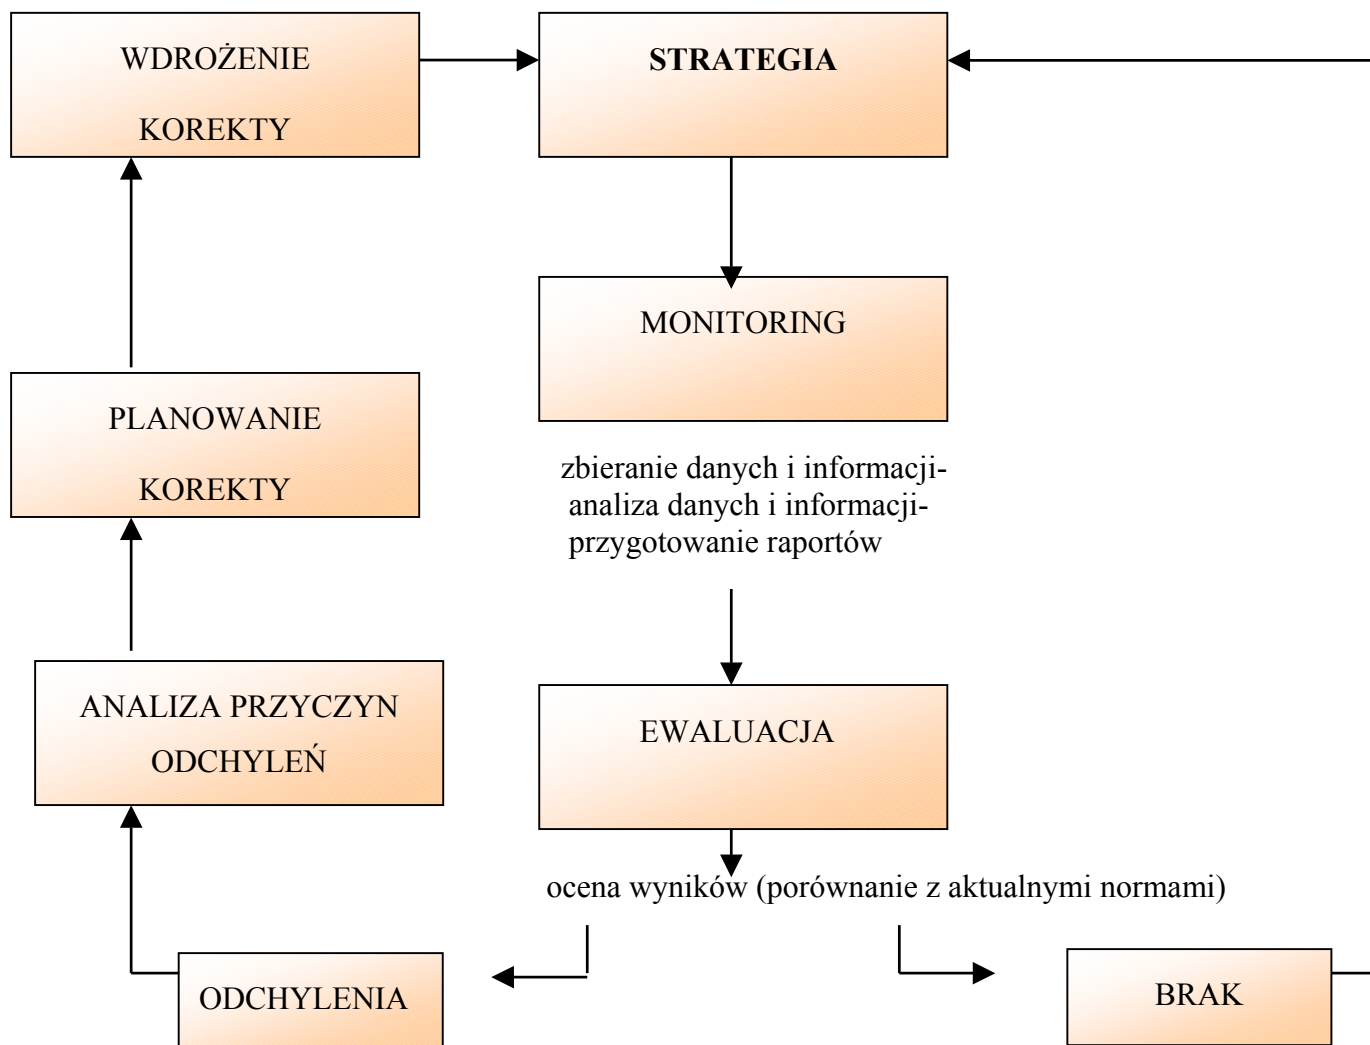 WDROŻENIE
KOREKTY
STRATEGIA
MONITORING
PLANOWANIE
KOREKTY
zbieranie danych i informacji-
analiza danych i informacji-
przygotowanie raportów
ANALIZA PRZYCZYN
ODCHYLEŃ
EWALUACJA
ocena wyników (porównanie z aktualnymi normami)
ODCHYLENIA
BRAK